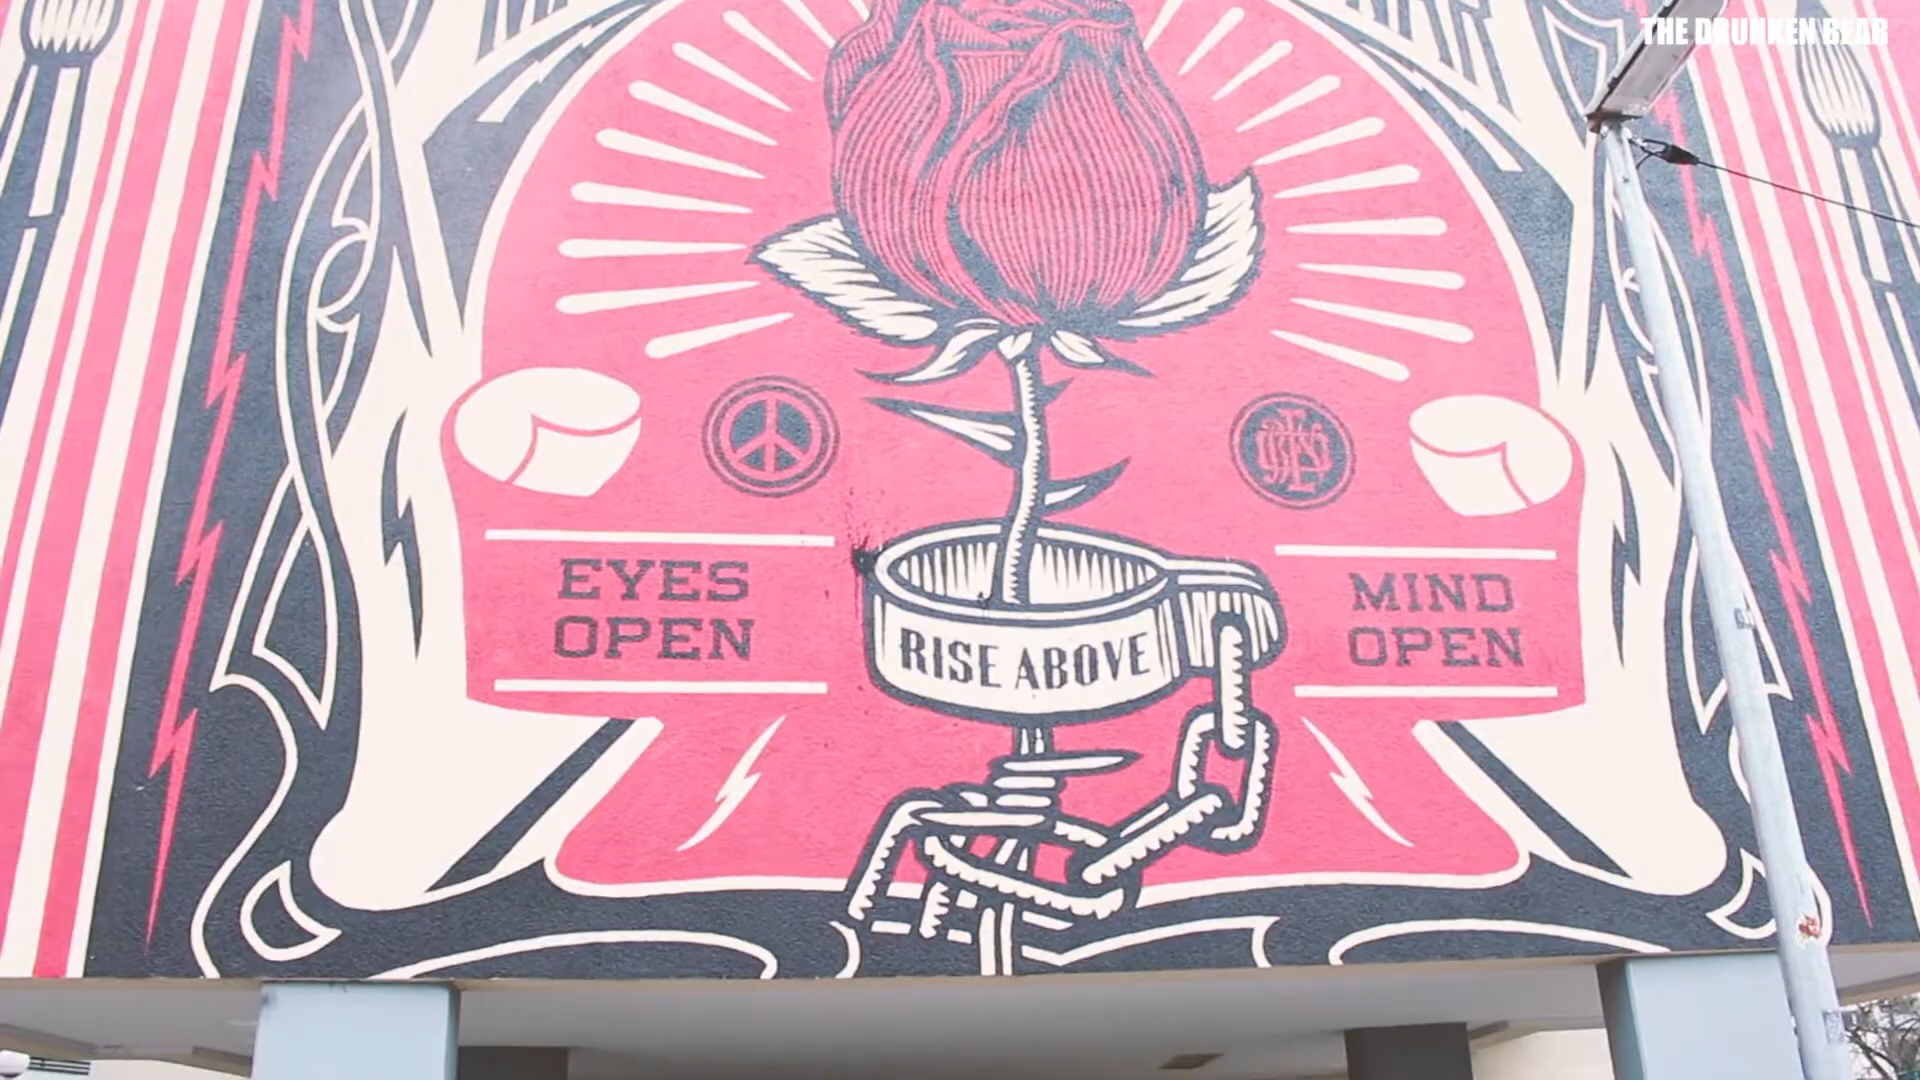 THE DRUNKEN BEAR
EYES
OPEN
RISE ABOVE
MIND
OPEN